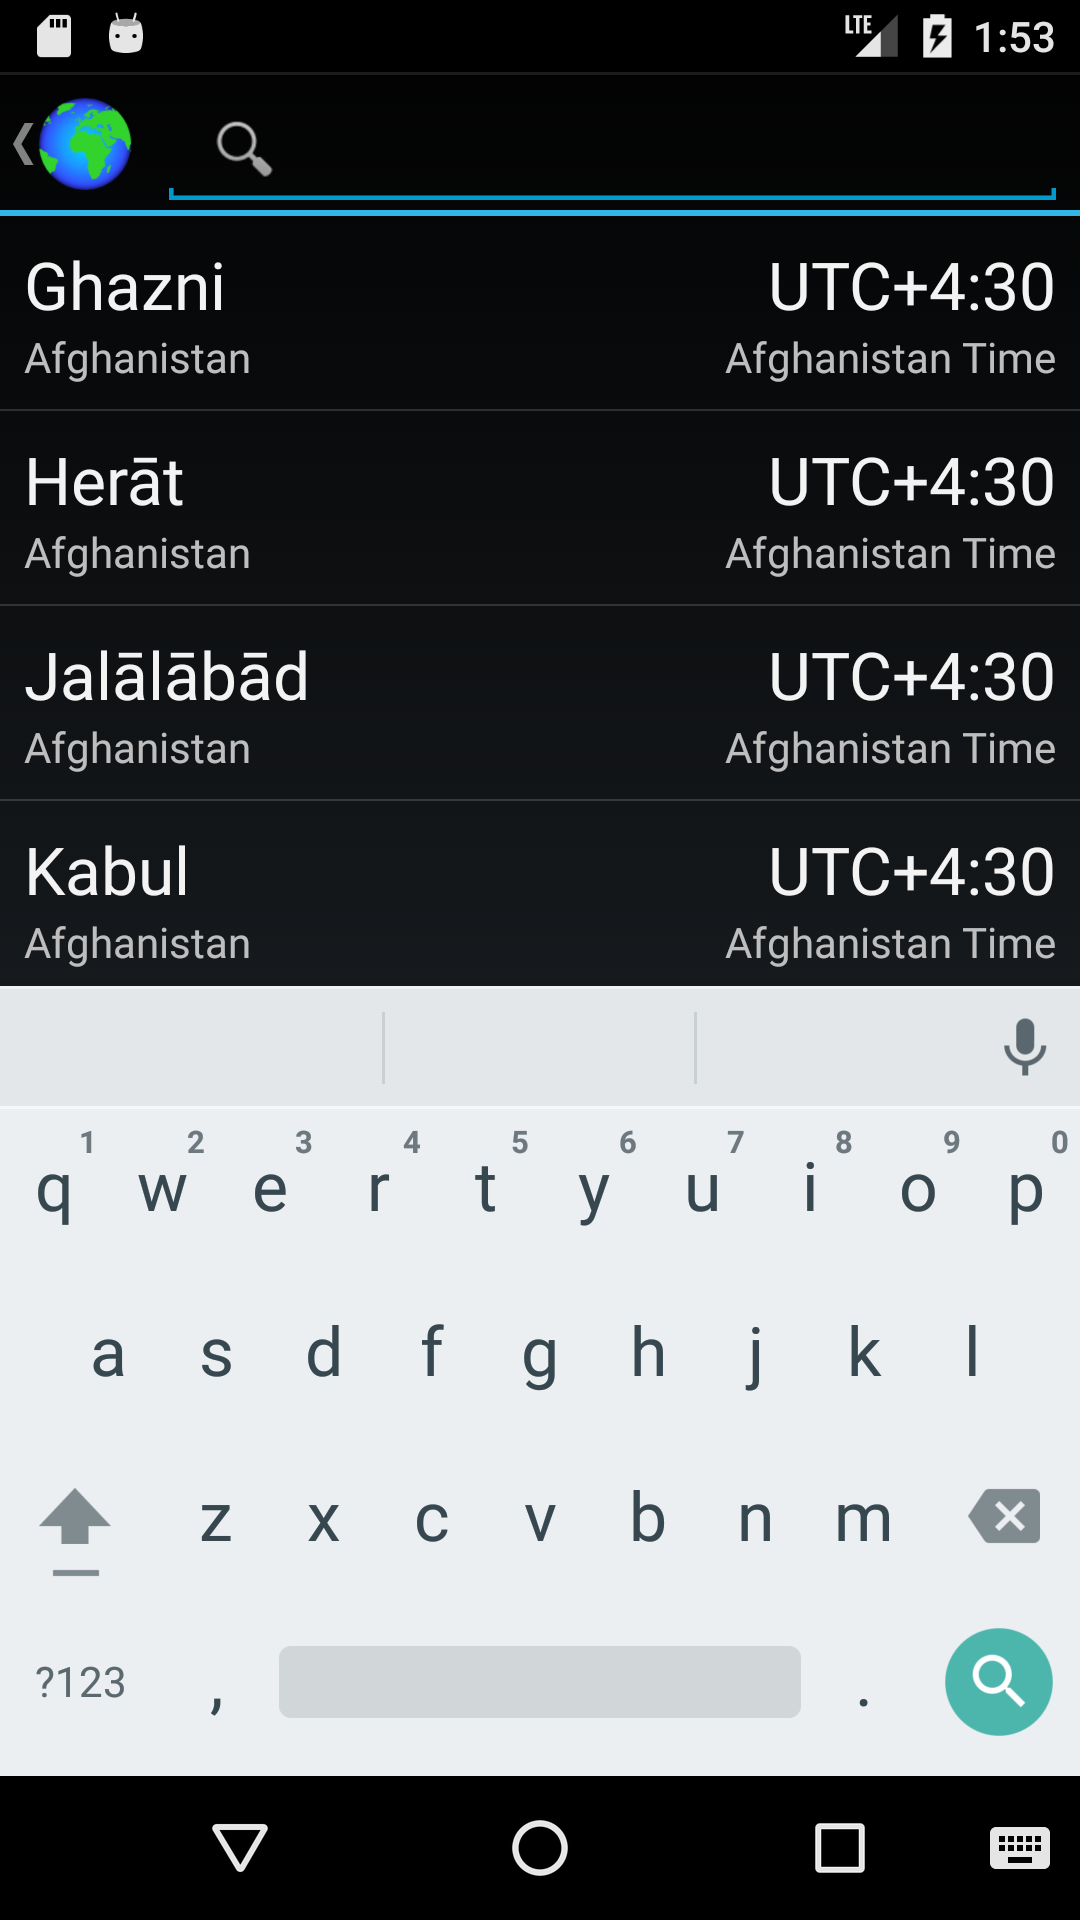 LTE 1:53
Ghazni UTC+4:30
Afghanistan Afghanistan Time
Herāt UTC+4:30
Afghanistan Afghanistan Time
Jalālābād UTC+4:30
Afghanistan Afghanistan Time
Kabul UTC+4:30
Afghanistan Afghanistan Time
1 2 3 4 5 6 7 8 9 0
q w e r t y u i o p
a s d f g h j k l
z x c v b n m
?123 , .